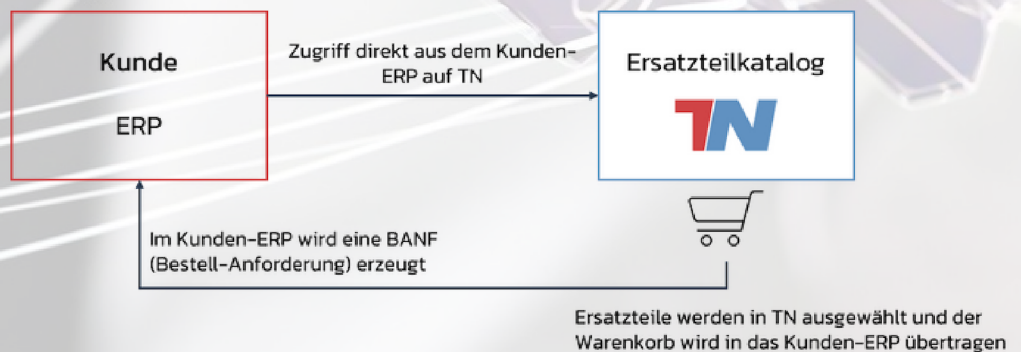 Kunde
ERP
Zugriff direkt aus dem Kunden-
ERP auf TN
Ersatzteilkatalog
TN
Im Kunden-ERP wird eine BANF
(Bestell-Anforderung) erzeugt
Ersatzteile werden in TN ausgewählt und der
Warenkorb wird in das Kunden-ERP übertragen